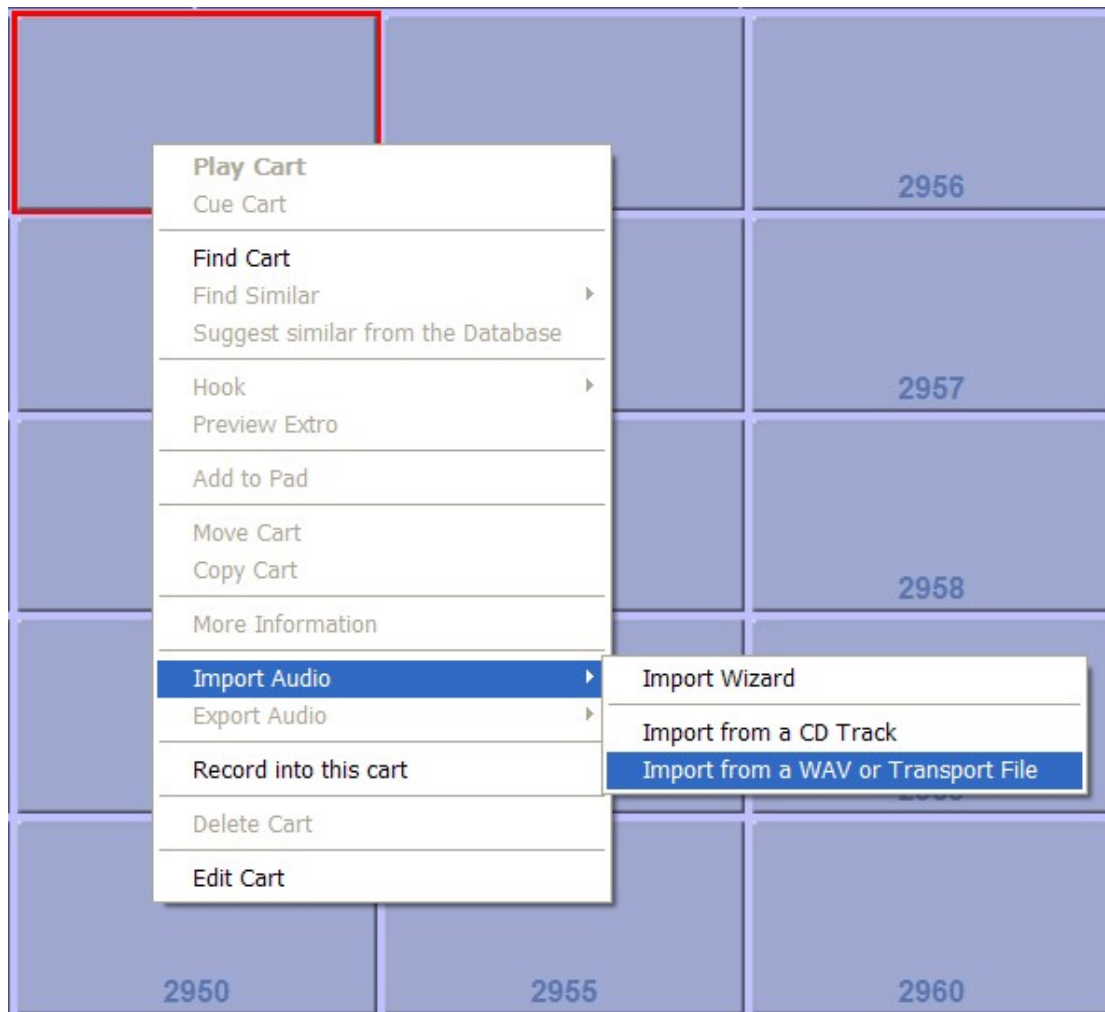 Play Cart
Cue Cart
Find Cart
Find Similar
Suggest similar from the Database
Hook
Preview Extro
Add to Pad
Move Cart
Copy Cart
More Information
Import Audio
Export Audio
Record into this cart
Delete Cart
Edit Cart
Import Wizard
Import from a CD Track
Import from a WAV or Transport File
2956
2957
2958
2950
2955
2960